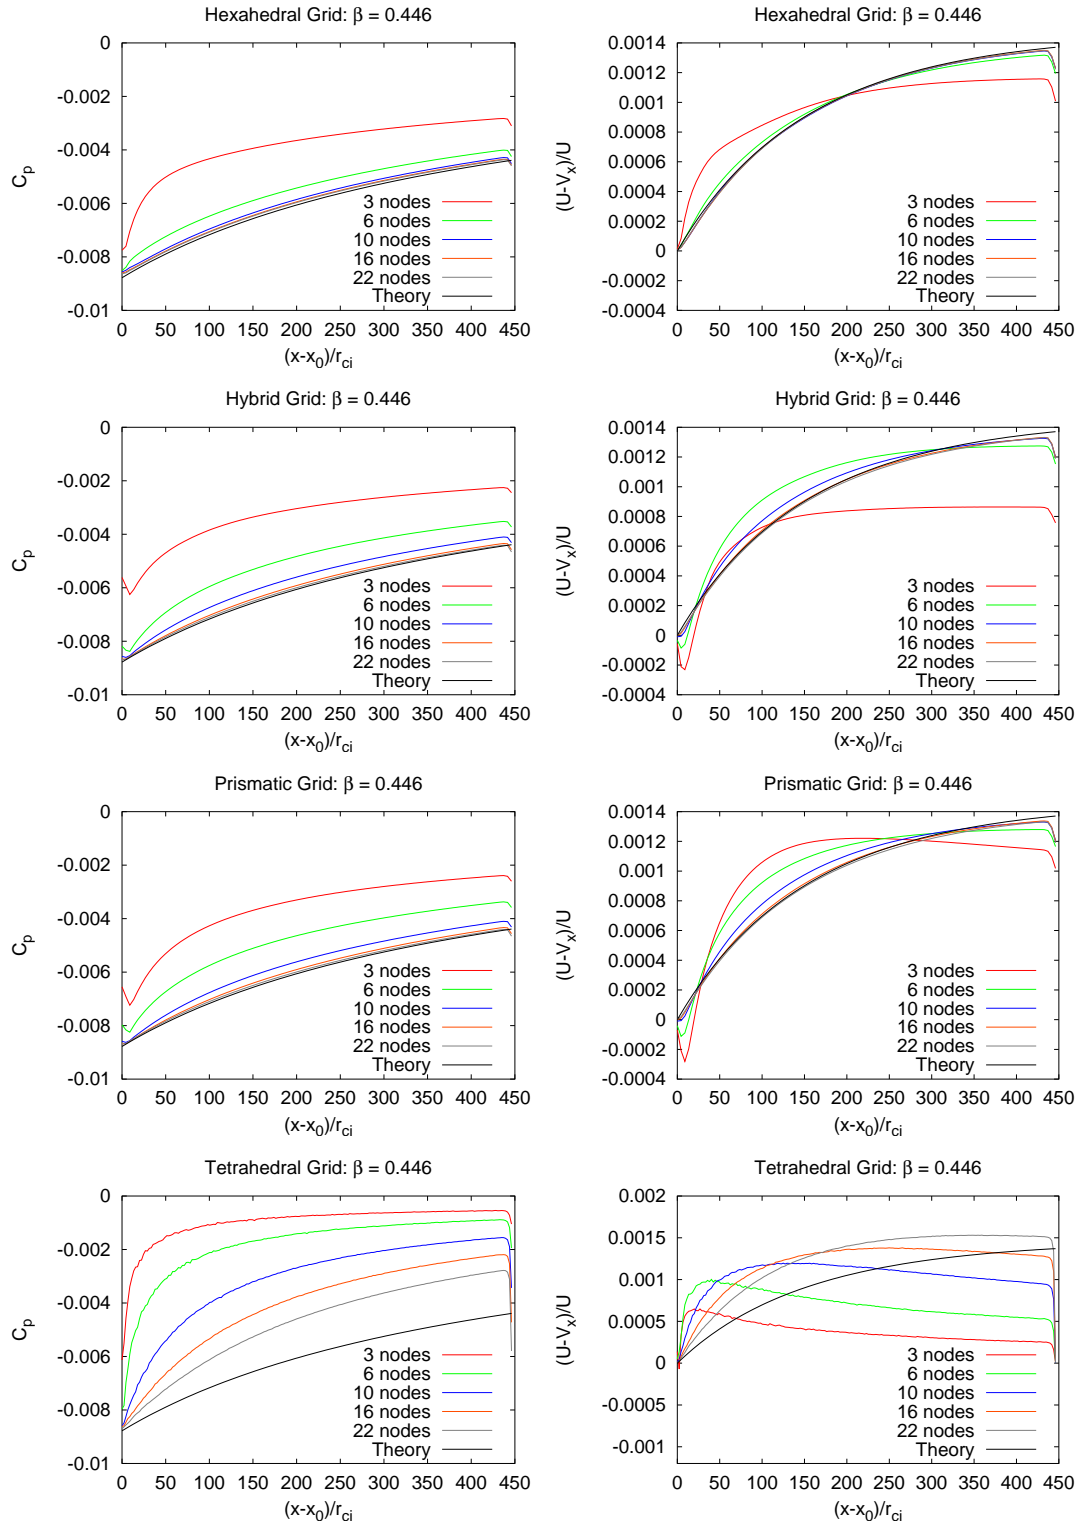 Hexahedral Grid: β = 0.446
0
-0.002
-0.004
-0.006
-0.008
-0.01
C_p
3 nodes
6 nodes
10 nodes
16 nodes
22 nodes
Theory
0 50 100 150 200 250 300 350 400 450
(x-x_0)/r_ci
Hexahedral Grid: β = 0.446
0.0014
0.0012
0.001
0.0008
0.0006
0.0004
0.0002
0
-0.0002
-0.0004
(U-V_x)/U
3 nodes
6 nodes
10 nodes
16 nodes
22 nodes
Theory
0 50 100 150 200 250 300 350 400 450
(x-x_0)/r_ci
Hybrid Grid: β = 0.446
0
-0.002
-0.004
-0.006
-0.008
-0.01
C_p
3 nodes
6 nodes
10 nodes
16 nodes
22 nodes
Theory
0 50 100 150 200 250 300 350 400 450
(x-x_0)/r_ci
Hybrid Grid: β = 0.446
0.0014
0.0012
0.001
0.0008
0.0006
0.0004
0.0002
0
-0.0002
-0.0004
(U-V_x)/U
3 nodes
6 nodes
10 nodes
16 nodes
22 nodes
Theory
0 50 100 150 200 250 300 350 400 450
(x-x_0)/r_ci
Prismatic Grid: β = 0.446
0
-0.002
-0.004
-0.006
-0.008
-0.01
C_p
3 nodes
6 nodes
10 nodes
16 nodes
22 nodes
Theory
0 50 100 150 200 250 300 350 400 450
(x-x_0)/r_ci
Prismatic Grid: β = 0.446
0.0014
0.0012
0.001
0.0008
0.0006
0.0004
0.0002
0
-0.0002
-0.0004
(U-V_x)/U
3 nodes
6 nodes
10 nodes
16 nodes
22 nodes
Theory
0 50 100 150 200 250 300 350 400 450
(x-x_0)/r_ci
Tetrahedral Grid: β = 0.446
0
-0.002
-0.004
-0.006
-0.008
-0.01
C_p
3 nodes
6 nodes
10 nodes
16 nodes
22 nodes
Theory
0 50 100 150 200 250 300 350 400 450
(x-x_0)/r_ci
Tetrahedral Grid: β = 0.446
0.002
0.0015
0.001
0.0005
0
-0.0005
-0.001
(U-V_x)/U
3 nodes
6 nodes
10 nodes
16 nodes
22 nodes
Theory
0 50 100 150 200 250 300 350 400 450
(x-x_0)/r_ci